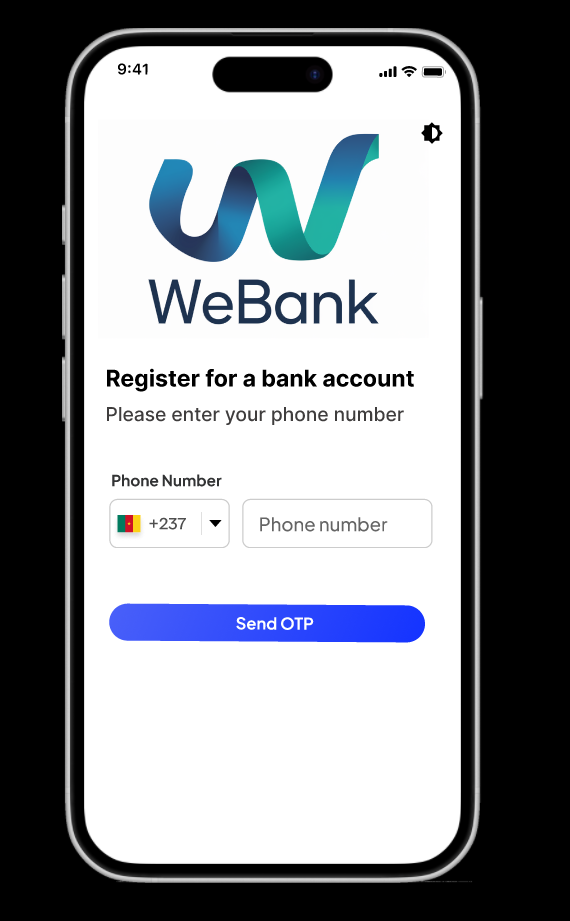 9:41
WeBank
Register for a bank account
Please enter your phone number
Phone Number
+237
Phone number
Send OTP